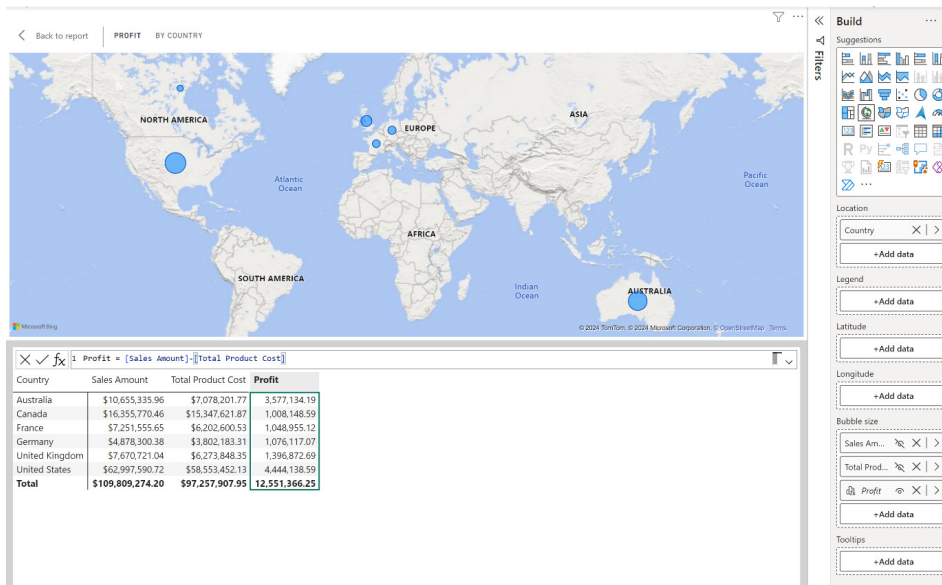 Back to report
PROFIT BY COUNTRY
NORTH AMERICA
EUROPE
ASIA
Atlantic
Ocean
Pacific
Ocean
AFRICA
SOUTH AMERICA
Indian
Ocean
AUSTRALIA
Microsoft Bing
© 2024 TomTom, © 2024 Microsoft Corporation, © OpenStreetMap Terms
1 Profit = [Sales Amount]-[Total Product Cost]
Country Sales Amount Total Product Cost Profit
Australia $10,655,335.96 $7,078,201.77 3,577,134.19
Canada $16,355,770.46 $15,347,621.87 1,008,148.59
France $7,251,555.65 $6,202,600.53 1,048,955.12
Germany $4,878,300.38 $3,802,183.31 1,076,117.07
United Kingdom $7,670,721.04 $6,273,848.35 1,396,872.69
United States $62,997,590.72 $58,553,452.13 4,444,138.59
Total $109,809,274.20 $97,257,907.95 12,551,366.25
Filters
Build
Suggestions
R Py
123
Location
Country
+Add data
Legend
+Add data
Latitude
+Add data
Longitude
+Add data
Bubble size
Sales Am...
Total Prod...
Profit
+Add data
Tooltips
+Add data